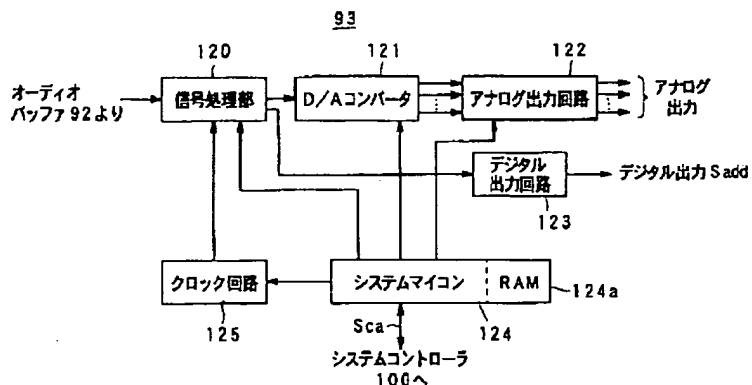 93
120
121
122
オーディオ
バッファ92より
信号処理部
D/Aコンバータ
アナログ出力回路
アナログ
出力
デジタル
出力回路
デジタル出力Sadd
123
クロック回路
システムマイコン
RAM
124a
125
Sca
124
システムコントローラ
100へ